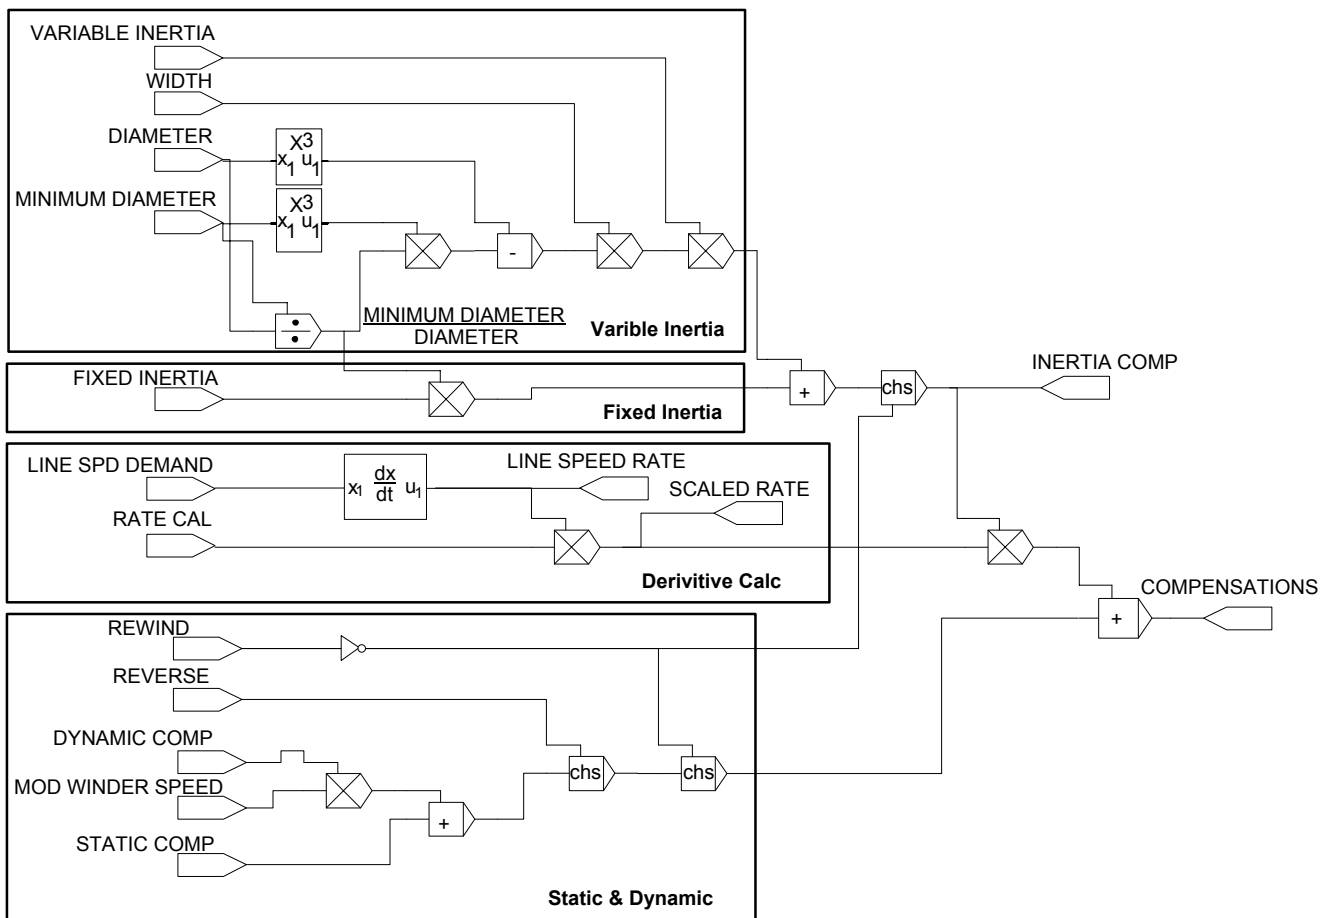 VARIABLE INERTIA
WIDTH
DIAMETER
X3
x1 u1
MINIMUM DIAMETER
X3
x1 u1
-
÷
MINIMUM DIAMETER
DIAMETER
Varible Inertia
FIXED INERTIA
Fixed Inertia
+
chs
INERTIA COMP
LINE SPD DEMAND
x1 dx
dt u1
LINE SPEED RATE
SCALED RATE
RATE CAL
Derivitive Calc
+
COMPENSATIONS
REWIND
REVERSE
DYNAMIC COMP
MOD WINDER SPEED
chs
chs
+
STATIC COMP
Static & Dynamic